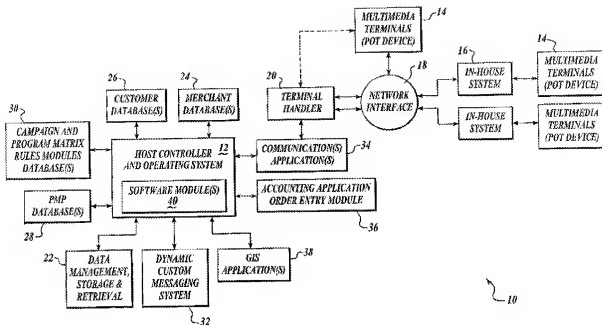 MULTIMEDIA
TERMINALS
(POT DEVICE)
14
26
CUSTOMER
DATABASE(S)
24
MERCHANT
DATABASE(S)
20
TERMINAL
HANDLER
18
NETWORK
INTERFACE
16
IN-HOUSE
SYSTEM
14
MULTIMEDIA
TERMINALS
(POT DEVICE)
IN-HOUSE
SYSTEM
MULTIMEDIA
TERMINALS
(POT DEVICE)
30
CAMPAIGN AND
PROGRAM MATRIX
RULES MODULES
DATABASE(S)
HOST CONTROLLER 12
AND OPERATING SYSTEM
SOFTWARE MODULE(S)
40
COMMUNICATION(S)
APPLICATION(S)
34
ACCOUNTING APPLICATION
ORDER ENTRY MODULE
36
PMP
DATABASE(S)
28
22
DATA
MANAGEMENT,
STORAGE &
RETRIEVAL
DYNAMIC
CUSTOM
MESSAGING
SYSTEM
32
GIS
APPLICATION(S)
38
10